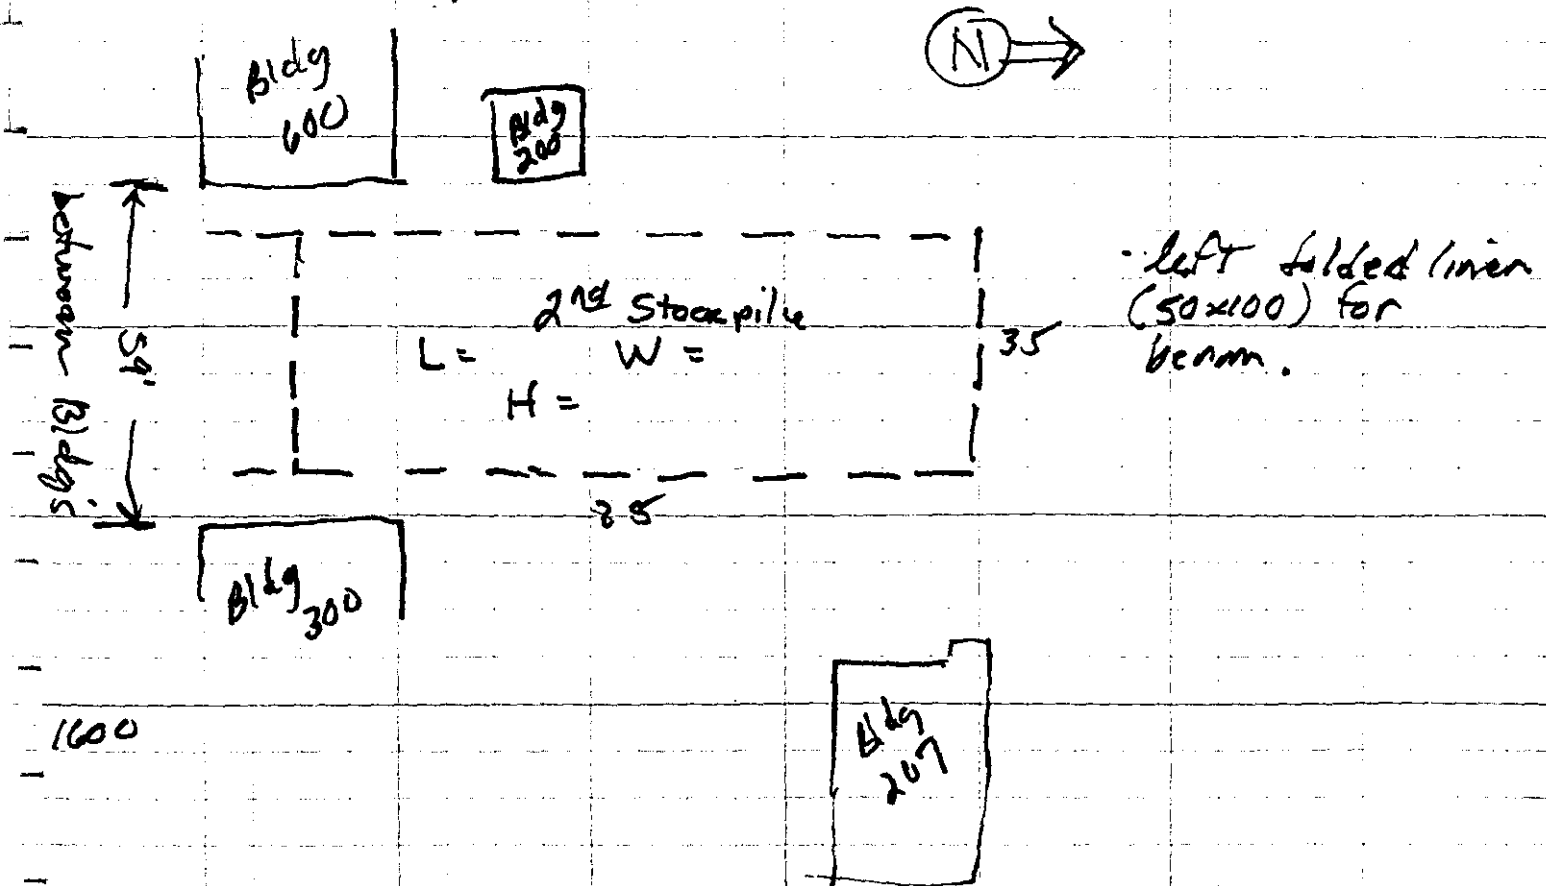 N
Bldg
600
Bldg
200
between Bldg's
59'
2nd Stockpile
L =
W =
H =
35
85
- left folded liner
(50x100) for
berm.
Bldg
300
1600
Bldg
207